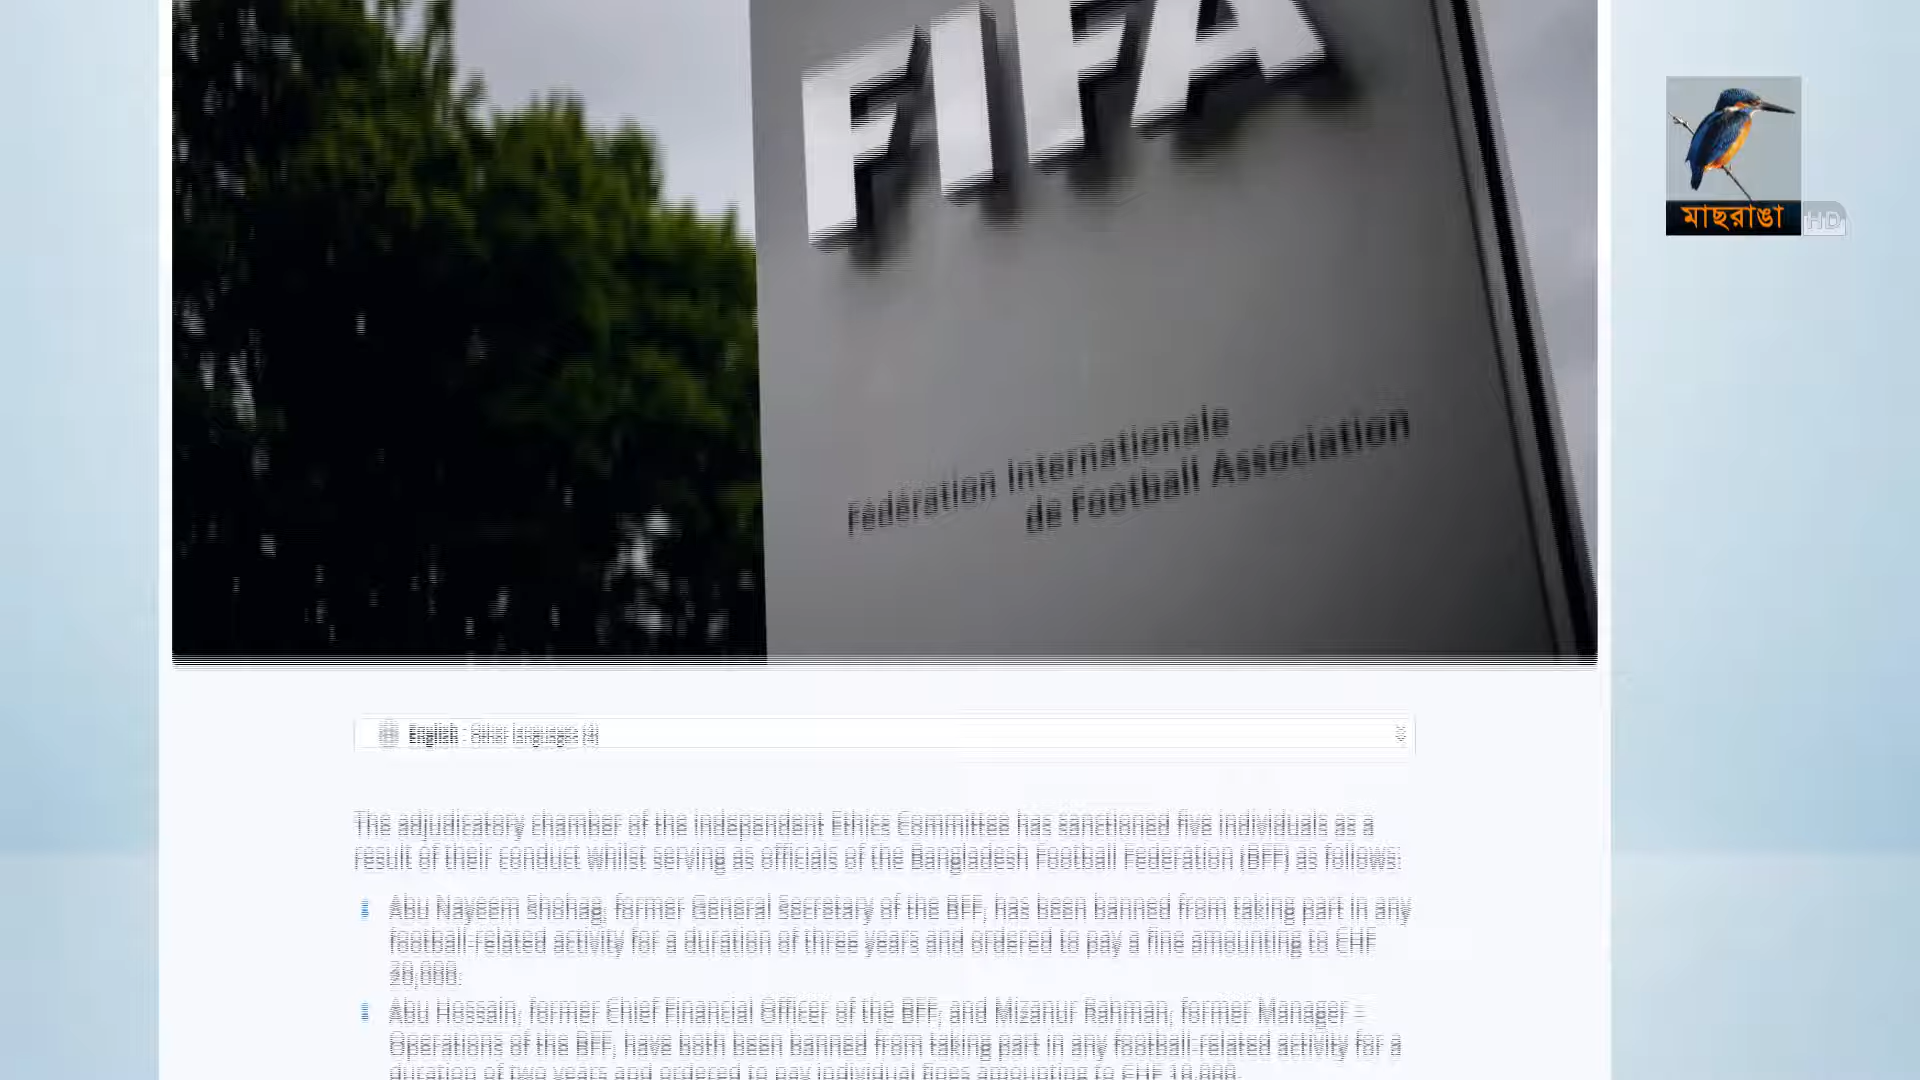 FIFA
Fédération Internationale
de Football Association
মাছরাঙা
HD
English : Other languages (4)
The adjudicatory chamber of the independent Ethics Committee has sanctioned five individuals as a
result of their conduct whilst serving as officials of the Bangladesh Football Federation (BFF) as follows:
Abu Nayeem Shohag, former General Secretary of the BFF, has been banned from taking part in any
football-related activity for a duration of three years and ordered to pay a fine amounting to CHF
20,000.
Abu Hossain, former Chief Financial Officer of the BFF, and Mizanur Rahman, former Manager –
Operations of the BFF, have both been banned from taking part in any football-related activity for a
duration of two years and ordered to pay individual fines amounting to CHF 10,000.